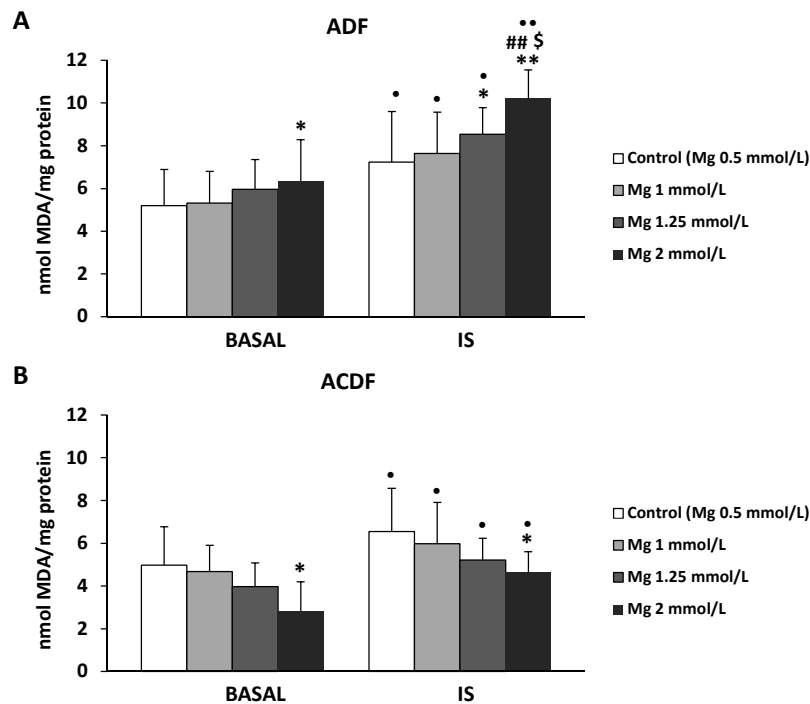 A
ADF
••
## $
**
•
•
•
*
*
12
10
8
6
4
2
0
nmol MDA/mg protein
BASAL
IS
Control (Mg 0.5 mmol/L)
Mg 1 mmol/L
Mg 1.25 mmol/L
Mg 2 mmol/L
B
ACDF
12
10
8
6
4
2
0
nmol MDA/mg protein
•
•
•
•
*
*
BASAL
IS
Control (Mg 0.5 mmol/L)
Mg 1 mmol/L
Mg 1.25 mmol/L
Mg 2 mmol/L